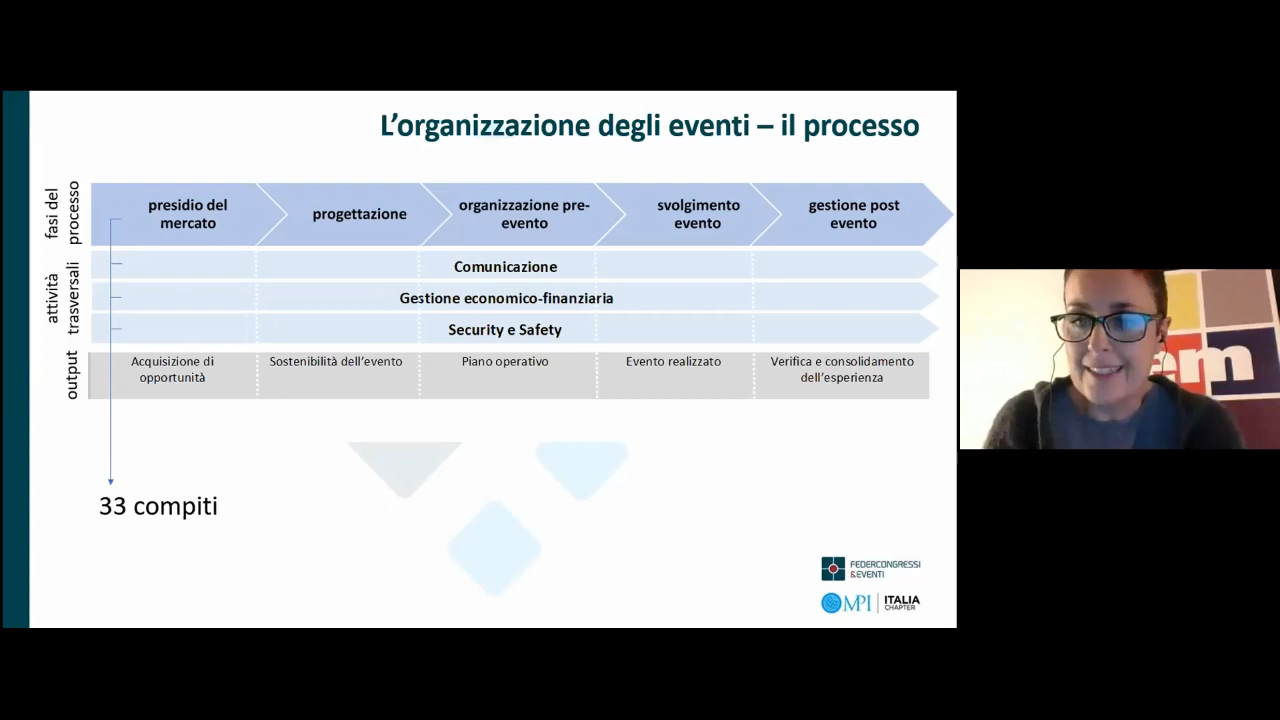 L'organizzazione degli eventi – il processo
fasi del
processo
presidio del
mercato
progettazione
organizzazione pre-
evento
svolgimento
evento
gestione post
evento
attività
trasversali
Comunicazione
Gestione economico-finanziaria
Security e Safety
output
Acquisizione di
opportunità
Sostenibilità dell'evento
Piano operativo
Evento realizzato
Verifica e consolidamento
dell'esperienza
33 compiti
FEDERCONGRESSI
&EVENTI
MPI
ITALIA
CHAPTER